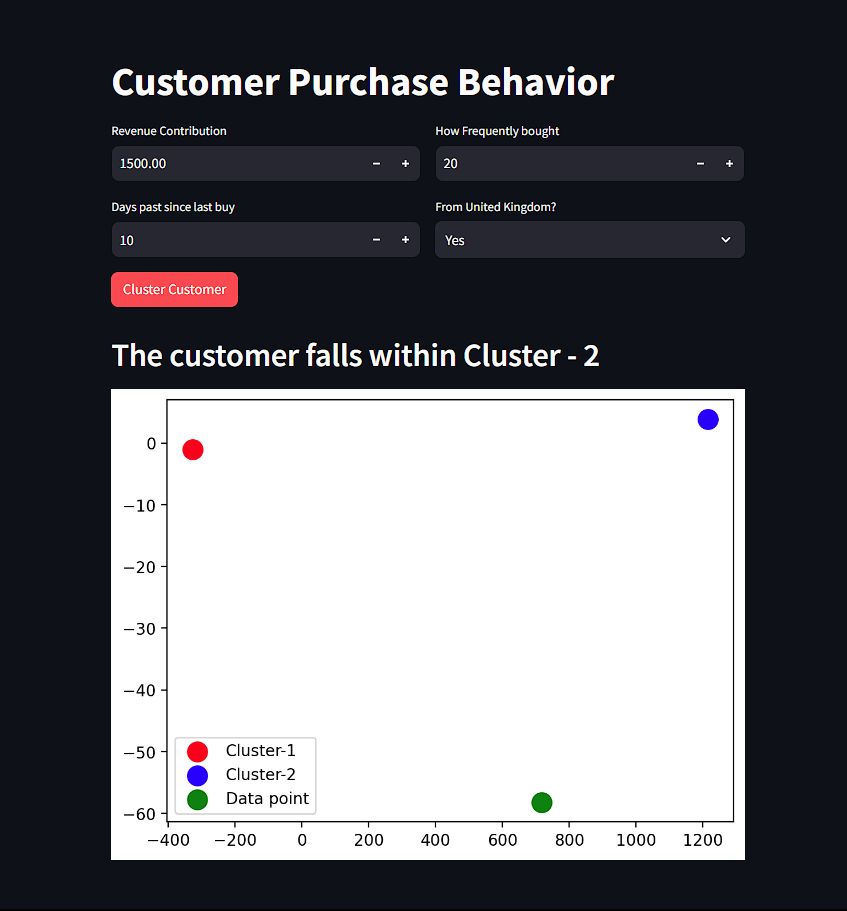 Customer Purchase Behavior
Revenue Contribution
How Frequently bought
1500.00
20
Days past since last buy
From United Kingdom?
10
Yes
Cluster Customer
The customer falls within Cluster - 2
0
−10
−20
−30
−40
−50
−60
Cluster-1
Cluster-2
Data point
−400 −200 0 200 400 600 800 1000 1200